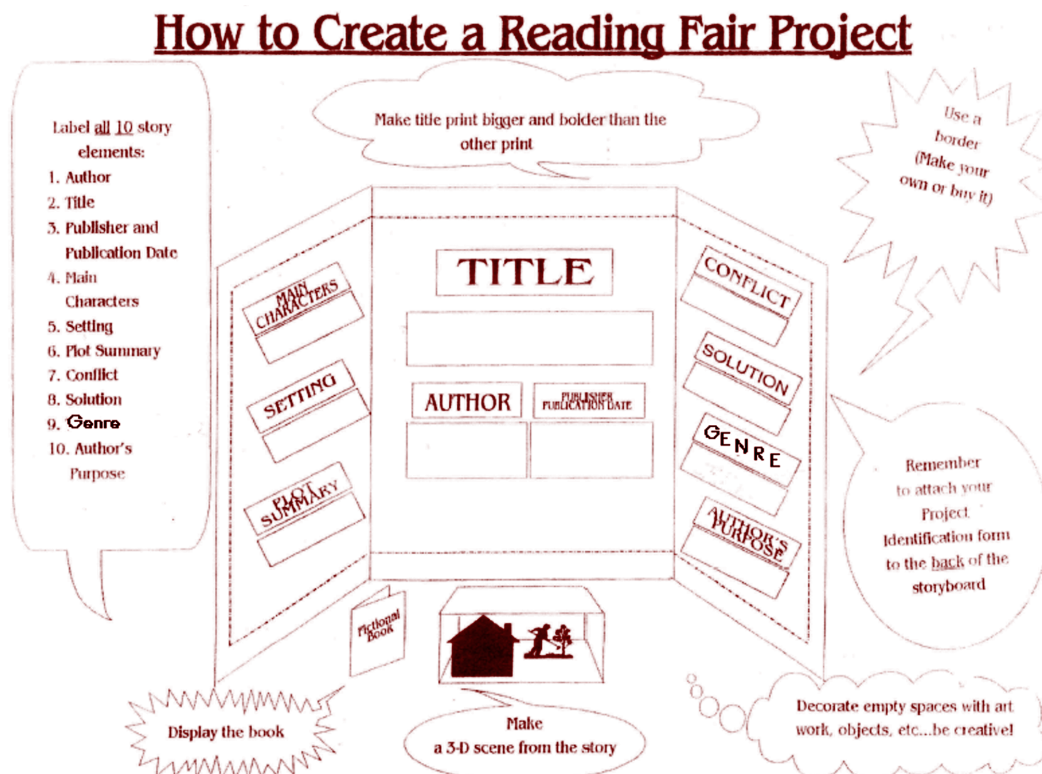 How to Create a Reading Fair Project
Label all 10 story
elements:
1. Author
2. Title
3. Publisher and
Publication Date
4. Main
Characters
5. Setting
6. Plot Summary
7. Conflict
8. Solution
9. Genre
10. Author's
Purpose
Make title print bigger and bolder than the
other print
Use a
border
(Make your
own or buy it)
MAIN
CHARACTERS
SETTING
PLOT
SUMMARY
TITLE
AUTHOR
PUBLISHER
PUBLICATION DATE
CONFLICT
SOLUTION
GENRE
AUTHOR'S
PURPOSE
Remember
to attach your
Project
Identification form
to the back of the
storyboard
Fictional
Book
Display the book
Make
a 3-D scene from the story
Decorate empty spaces with art
work, objects, etc...be creative!